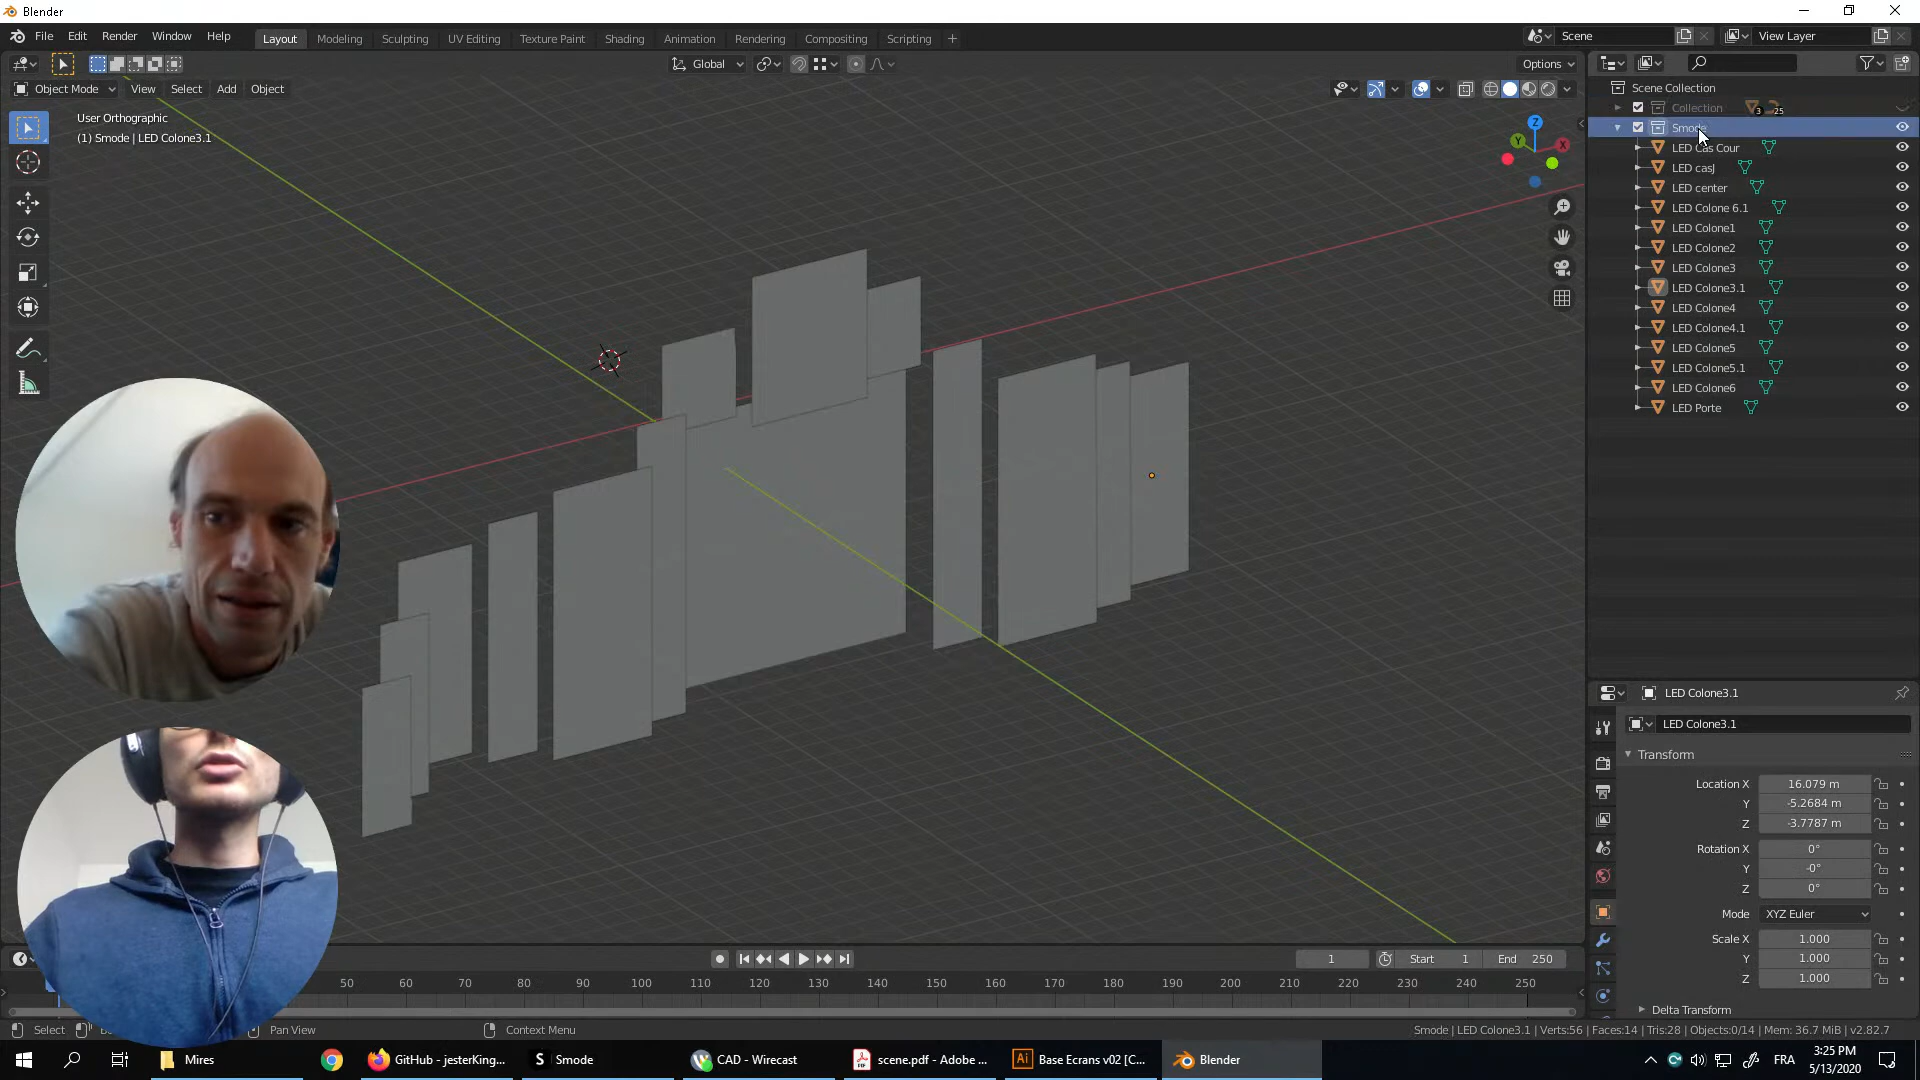 Blender
File Edit Render Window Help
Layout Modeling Sculpting UV Editing Texture Paint Shading Animation Rendering Compositing Scripting +
Scene
View Layer
Global
Options
Object Mode View Select Add Object
User Orthographic
(1) Smode | LED Colone3.1
Z
Y
X
Scene Collection
Collection 3 25
Smode
LED Cas Cour
LED casJ
LED center
LED Colone 6.1
LED Colone1
LED Colone2
LED Colone3
LED Colone3.1
LED Colone4
LED Colone4.1
LED Colone5
LED Colone5.1
LED Colone6
LED Porte
LED Colone3.1
LED Colone3.1
Transform
Location X 16.079 m
Y -5.2684 m
Z -3.7787 m
Rotation X 0°
Y -0°
Z 0°
Mode XYZ Euler
Scale X 1.000
Y 1.000
Z 1.000
Delta Transform
1
Start 1
End 250
50 60 70 80 90 100 110 120 130 140 150 160 170 180 190 200 210 220 230 240 250
Select
Pan View
Context Menu
Smode | LED Colone3.1 | Verts:56 | Faces:14 | Tris:28 | Objects:0/14 | Mem: 36.7 MiB | v2.82.7
Mires
GitHub - jesterKing...
Smode
CAD - Wirecast
scene.pdf - Adobe ...
Base Ecrans v02 [C...
Blender
FRA
3:25 PM
5/13/2020